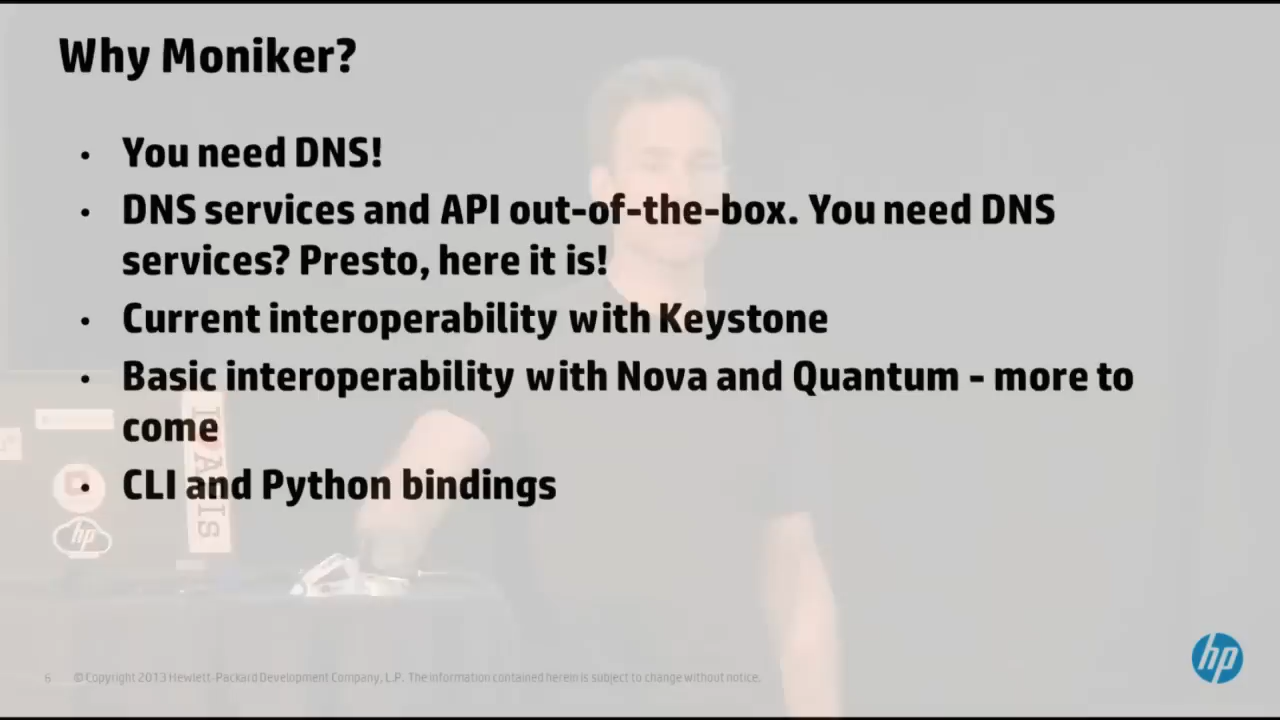 Why Moniker?
• You need DNS!
• DNS services and API out-of-the-box. You need DNS
services? Presto, here it is!
• Current interoperability with Keystone
• Basic interoperability with Nova and Quantum - more to
come
• CLI and Python bindings
I ♥ APIs
hp
6 © Copyright 2013 Hewlett-Packard Development Company, L.P. The information contained herein is subject to change without notice.
hp